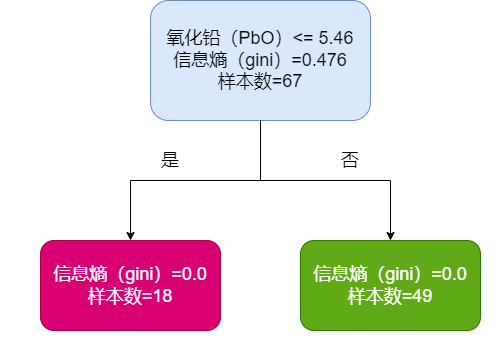 氧化铅（PbO）<= 5.46
信息熵（gini）=0.476
样本数=67
是
否
信息熵（gini）=0.0
样本数=18
信息熵（gini）=0.0
样本数=49